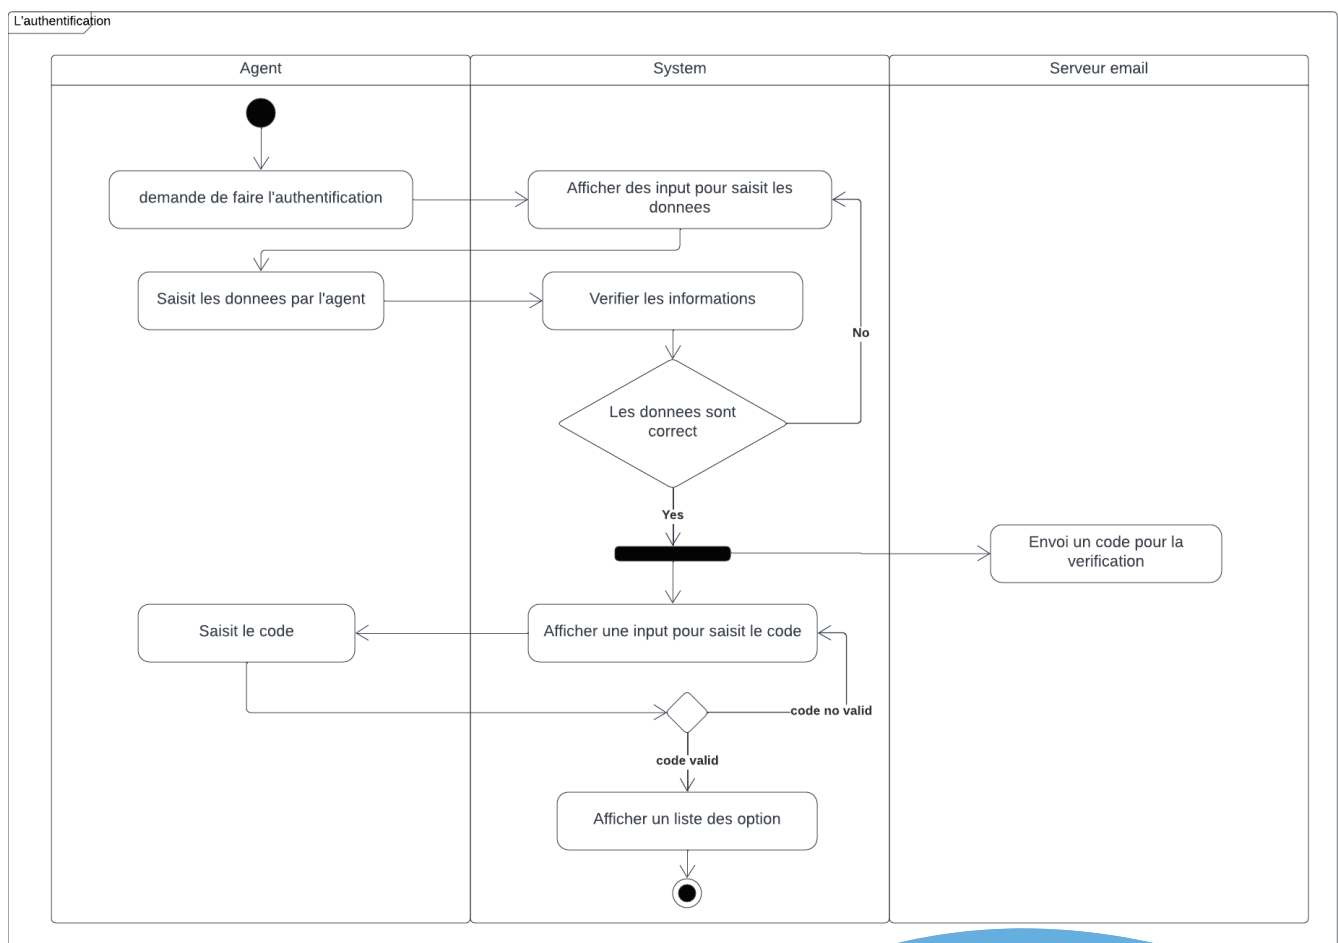 L'authentification
Agent
System
Serveur email
demande de faire l'authentification
Afficher des input pour saisit les
donnees
Saisit les donnees par l'agent
Verifier les informations
No
Les donnees sont
correct
Yes
Envoi un code pour la
verification
Saisit le code
Afficher une input pour saisit le code
code no valid
code valid
Afficher un liste des option